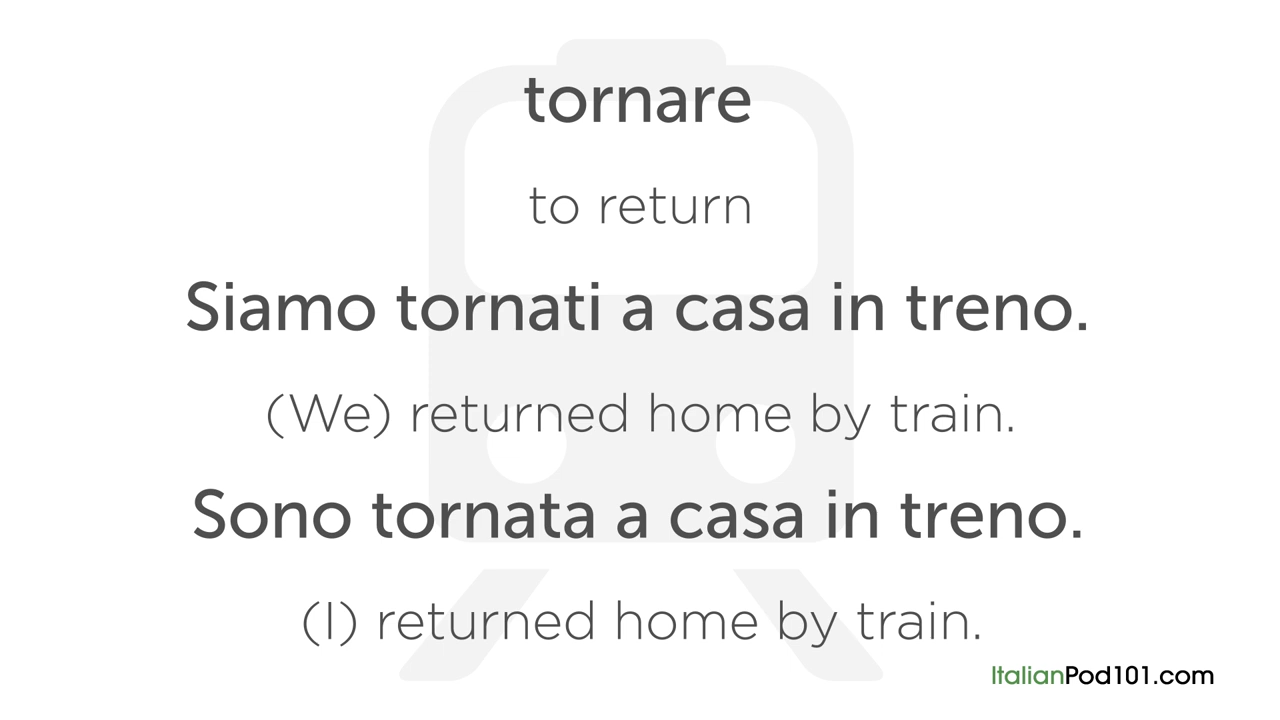 tornare
to return
Siamo tornati a casa in treno.
(We) returned home by train.
Sono tornata a casa in treno.
(I) returned home by train.
ItalianPod101.com